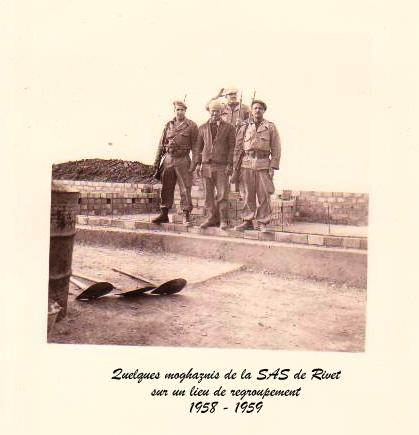 Quelques moghaznis de la SAS de Rivet
sur un lieu de regroupement
1958 - 1959